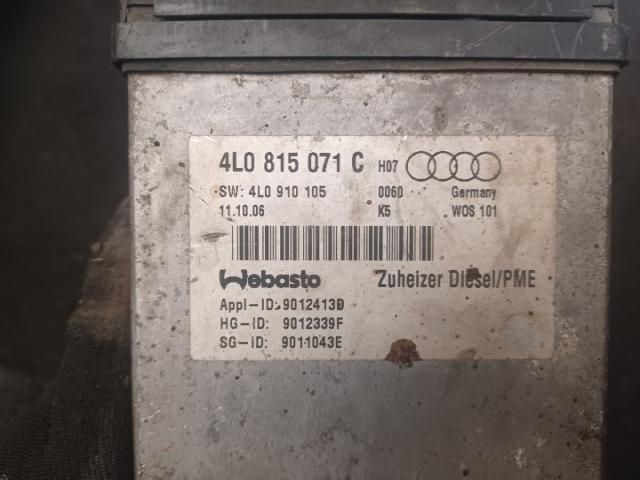 4L0 815 071 C H07
SW: 4L0 910 105 0060 Germany
11.10.06 K5 WOS 101
Webasto Zuheizer Diesel/PME
Appl-ID: 9012413D
HG-ID: 9012339F
SG-ID: 9011043E